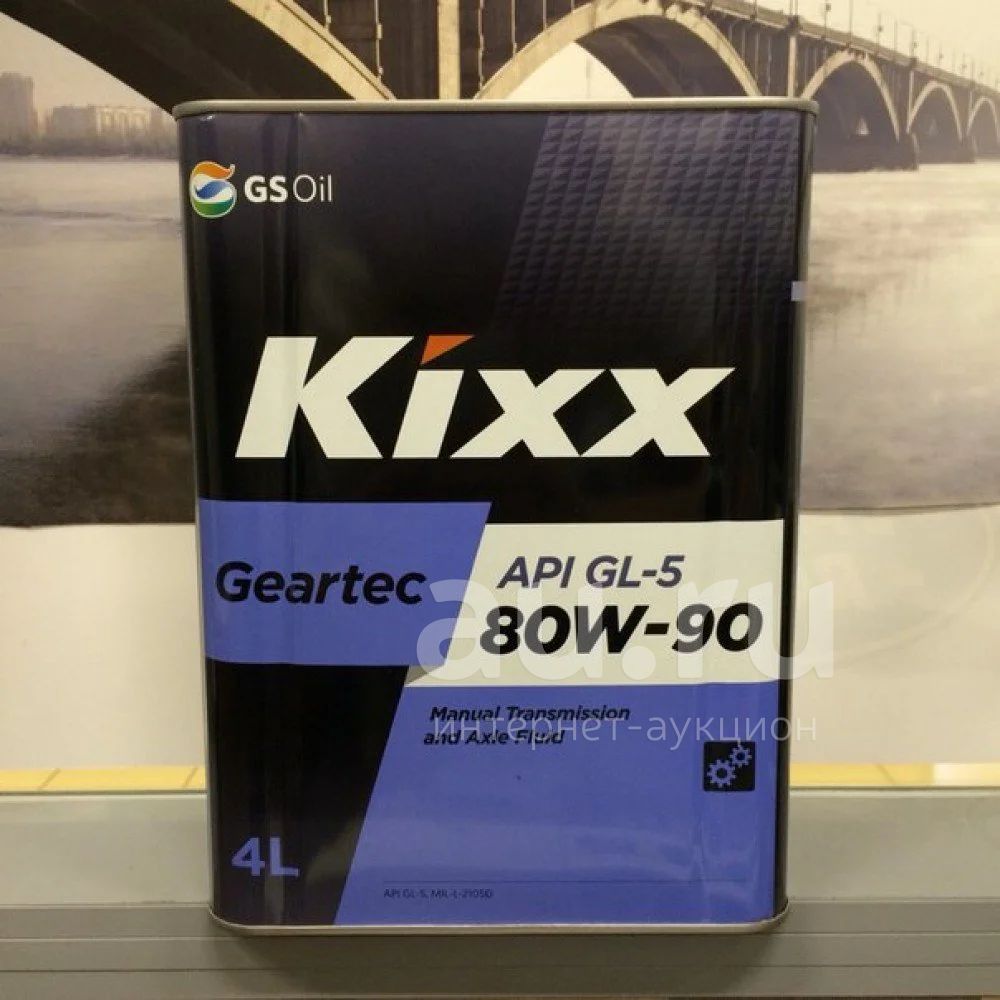 GS Oil
Kixx
Geartec
API GL-5
80W-90
au.ru
Manual Transmission
интернет-аукцион
and Axle Fluid
4L
API GL-5, MIL-L-2105D